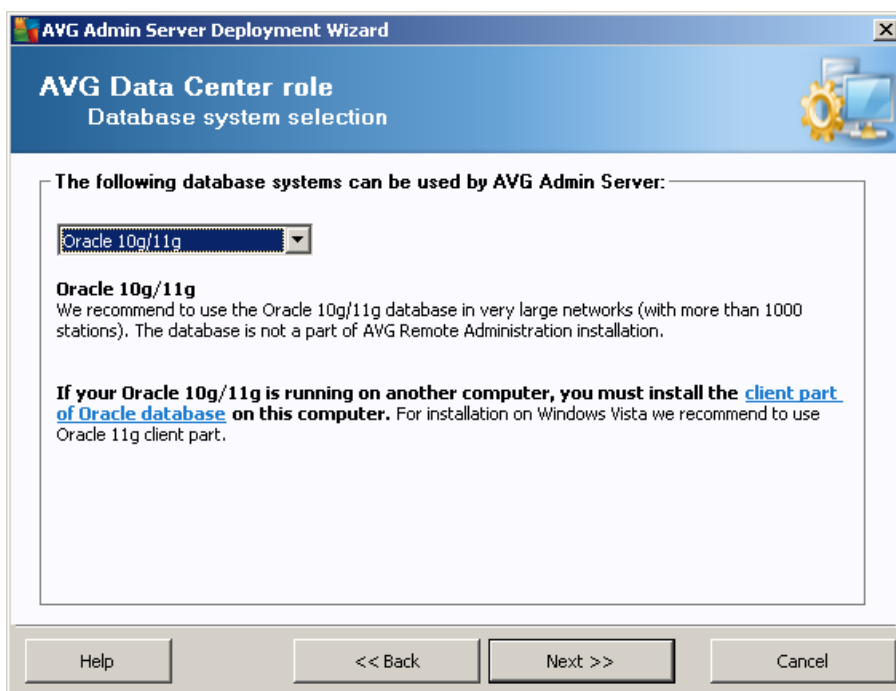 AVG Admin Server Deployment Wizard
AVG Data Center role
Database system selection
The following database systems can be used by AVG Admin Server:
Oracle 10g/11g
Oracle 10g/11g
We recommend to use the Oracle 10g/11g database in very large networks (with more than 1000
stations). The database is not a part of AVG Remote Administration installation.
If your Oracle 10g/11g is running on another computer, you must install the client part
of Oracle database on this computer. For installation on Windows Vista we recommend to use
Oracle 11g client part.
Help
<< Back
Next >>
Cancel